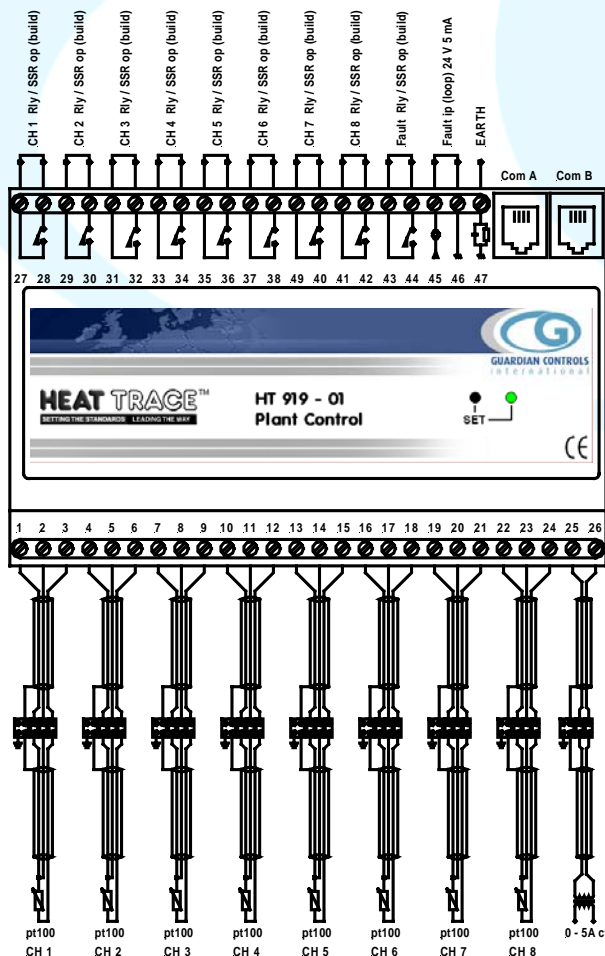 CH 1 Rly / SSR op (build)
CH 2 Rly / SSR op (build)
CH 3 Rly / SSR op (build)
CH 4 Rly / SSR op (build)
CH 5 Rly / SSR op (build)
CH 6 Rly / SSR op (build)
CH 7 Rly / SSR op (build)
CH 8 Rly / SSR op (build)
Fault Rly / SSR op (build)
Fault ip (loop) 24 V 5 mA
EARTH
Com A Com B
27 28 29 30 31 32 33 34 35 36 37 38 49 40 41 42 43 44 45 46 47
G
GUARDIAN CONTROLS
international
HEAT TRACE™
SETTING THE STANDARDS LEADING THE WAY
HT 919 - 01
Plant Control
SET
CE
1 2 3 4 5 6 7 8 9 10 11 12 13 14 15 16 17 18 19 20 21 22 23 24 25 26
pt100 pt100 pt100 pt100 pt100 pt100 pt100 pt100 0 - 5A c
CH 1 CH 2 CH 3 CH 4 CH 5 CH 6 CH 7 CH 8